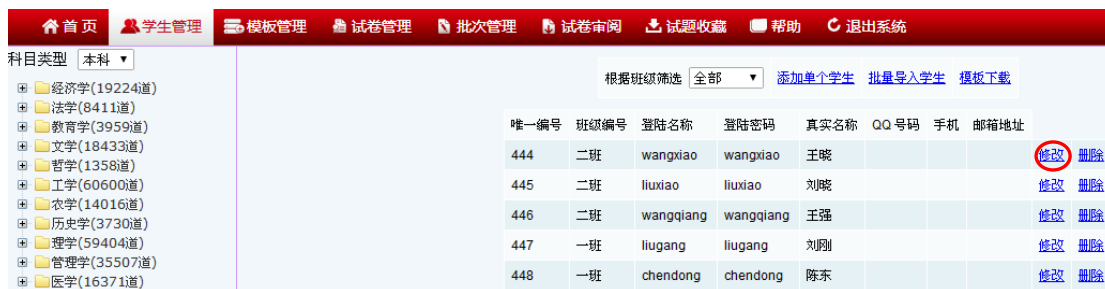 首页 学生管理 模板管理 试卷管理 批次管理 试卷审阅 试题收藏 帮助 退出系统
科目类型 本科
经济学(19224道)
法学(8411道)
教育学(3959道)
文学(18433道)
哲学(1358道)
工学(60600道)
农学(14016道)
历史学(3730道)
理学(59404道)
管理学(35507道)
医学(16371道)
根据班级筛选 全部 添加单个学生 批量导入学生 模板下载
唯一编号 班级编号 登陆名称 登陆密码 真实名称 QQ号码 手机 邮箱地址
444 二班 wangxiao wangxiao 王晓 修改 删除
445 二班 liuxiao liuxiao 刘晓 修改 删除
446 二班 wangqiang wangqiang 王强 修改 删除
447 一班 liugang liugang 刘刚 修改 删除
448 一班 chendong chendong 陈东 修改 删除